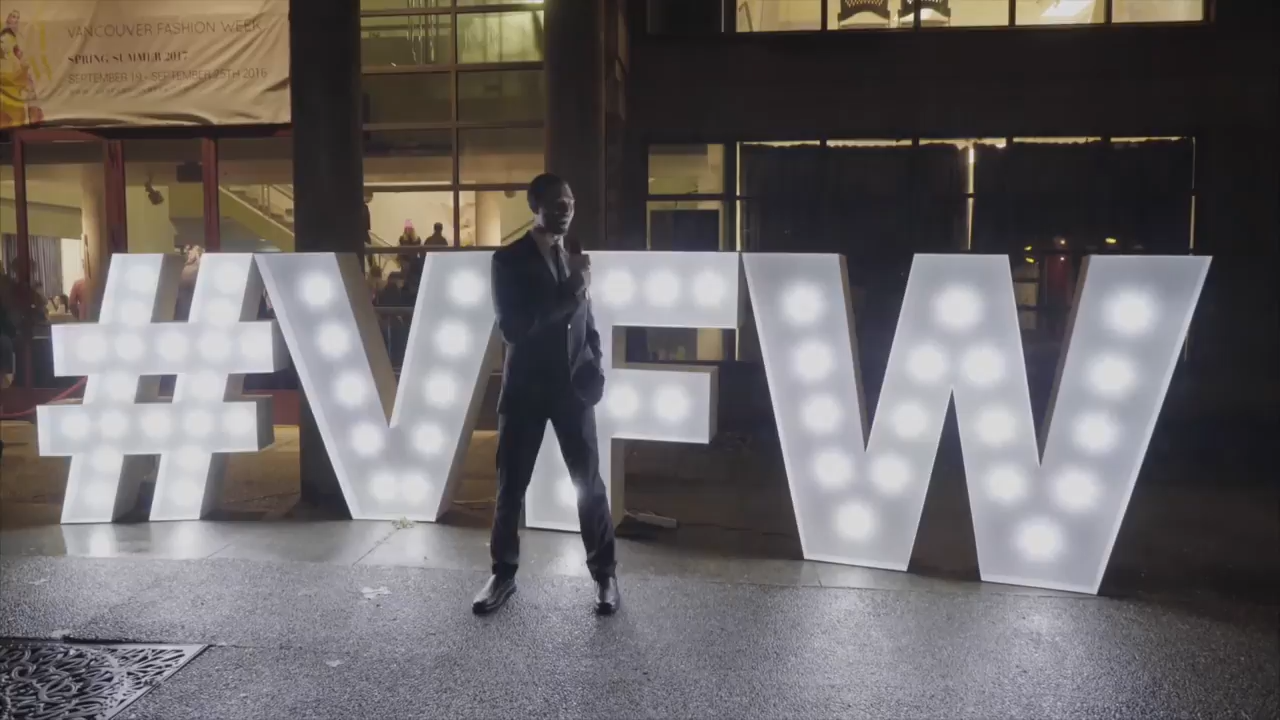 VANCOUVER FASHION WEEK
SPRING SUMMER 2017
SEPTEMBER 19 - SEPTEMBER 25TH 2016
#VFW